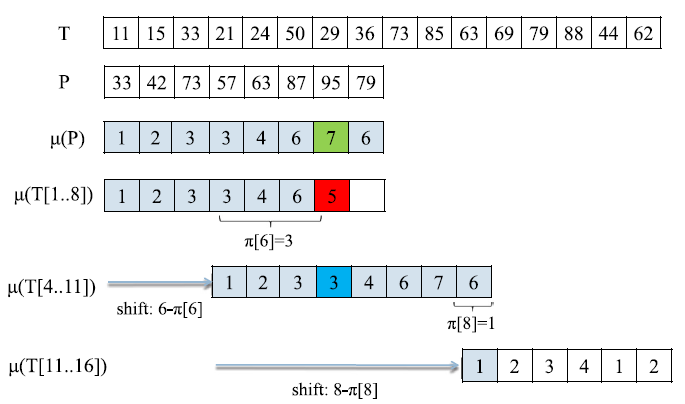 T 11 15 33 21 24 50 29 36 73 85 63 69 79 88 44 62
P 33 42 73 57 63 87 95 79
μ(P) 1 2 3 3 4 6 7 6
μ(T[1..8]) 1 2 3 3 4 6 5
π[6]=3
μ(T[4..11]) 1 2 3 3 4 6 7 6
shift: 6-π[6]
π[8]=1
μ(T[11..16]) 1 2 3 4 1 2
shift: 8-π[8]